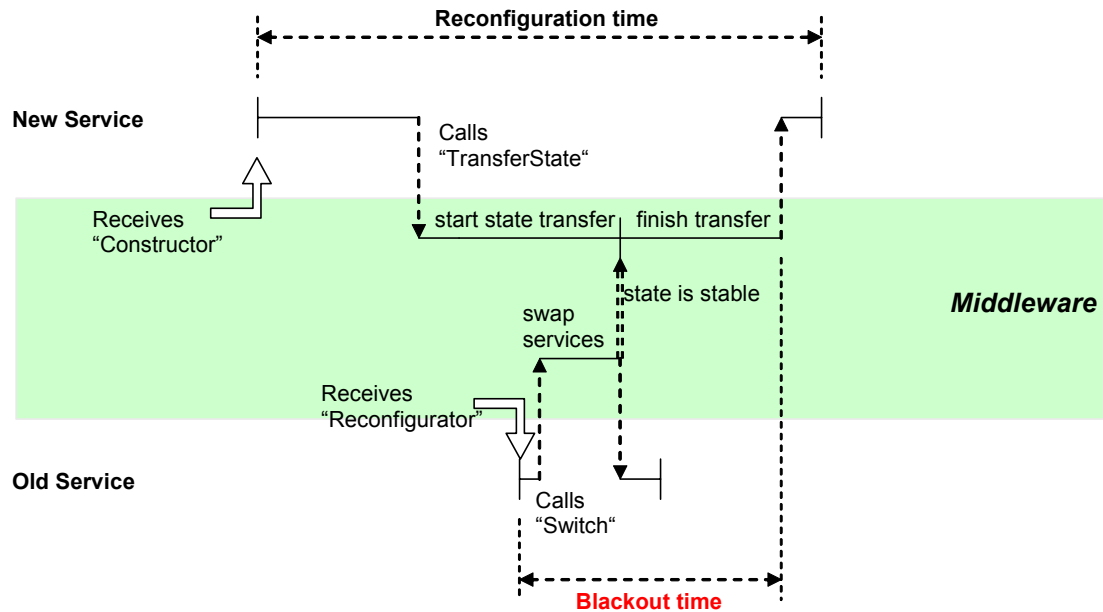 Reconfiguration time
New Service
Calls
“TransferState“
Receives
“Constructor”
start state transfer
finish transfer
state is stable
Middleware
swap
services
Receives
“Reconfigurator”
Old Service
Calls
“Switch“
Blackout time